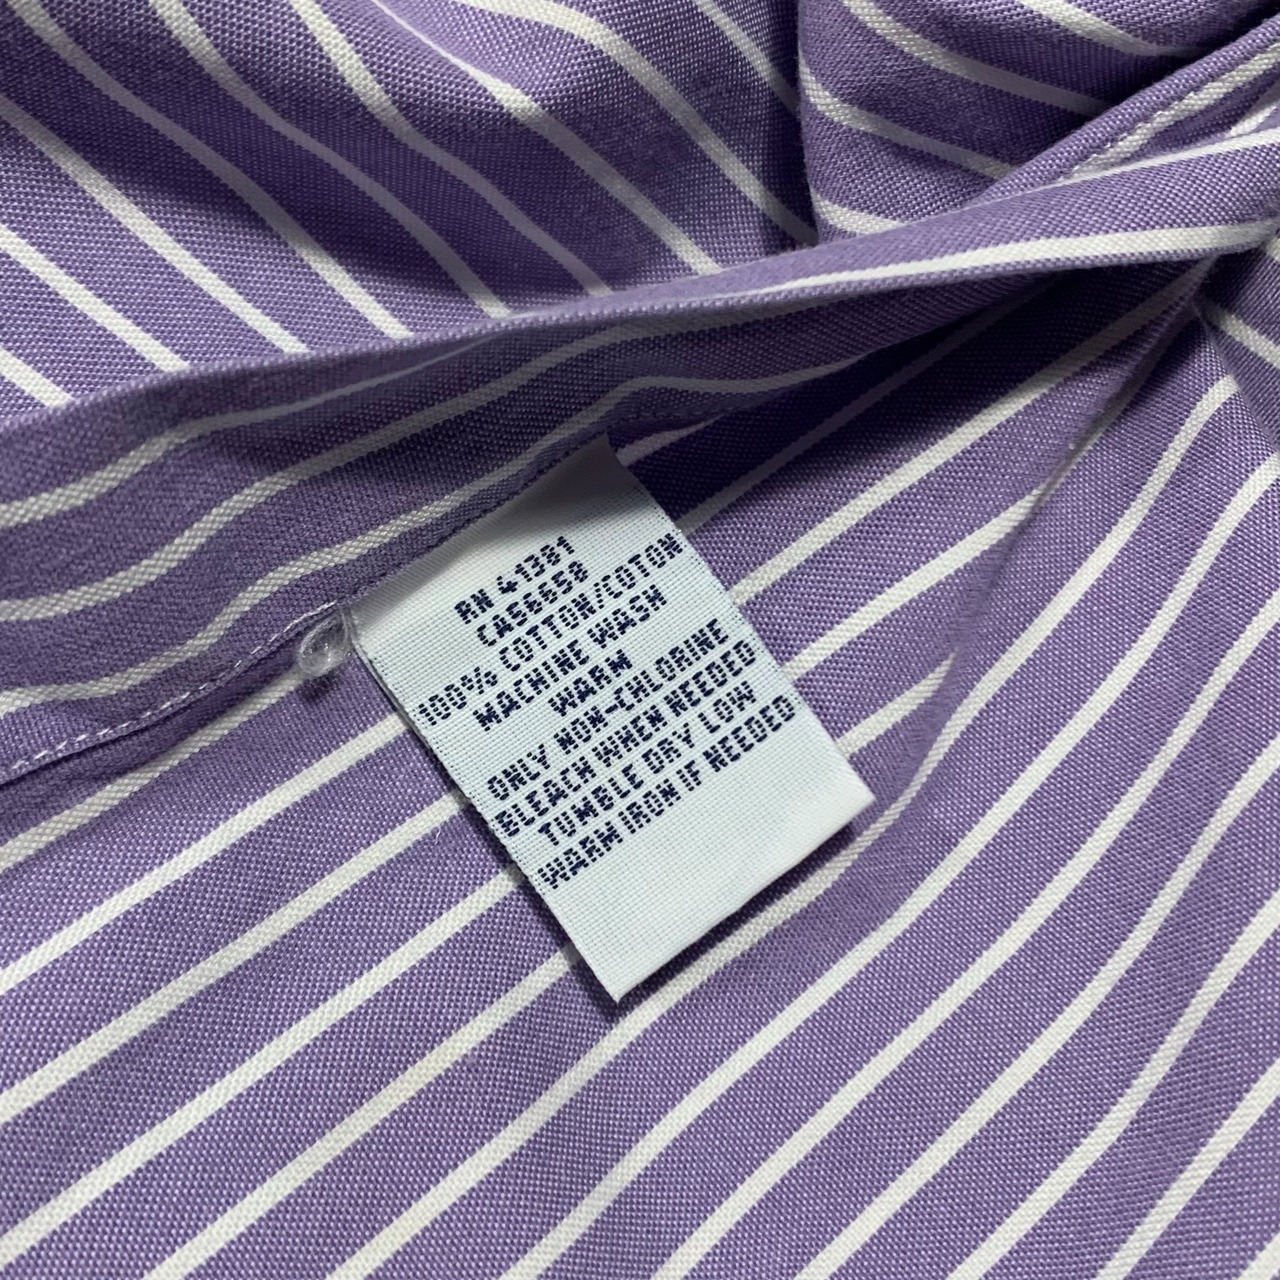 RN 41381
CA56658
100% COTTON/COTON
MACHINE WASH
WARM
ONLY NON-CHLORINE
BLEACH WHEN NEEDED
TUMBLE DRY LOW
WARM IRON IF NEEDED